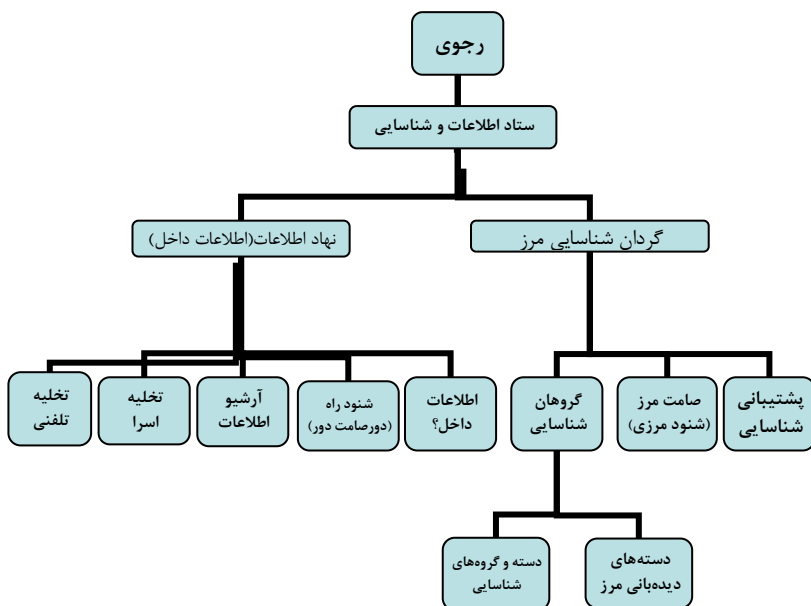 رجوی
ستاد اطلاعات و شناسایی
گردان شناسایی مرز
نهاد اطلاعات(اطلاعات داخل)
پشتیبانی
شناسایی
صامت مرز
(شنود مرزی)
گروهان
شناسایی
اطلاعات
داخل؟
شنود راه
(دورصامت دور)
آرشیو
اطلاعات
تخلیه
اسرا
تخلیه
تلفنی
دسته‌های
دیده‌بانی مرز
دسته و گروه‌های
شناسایی